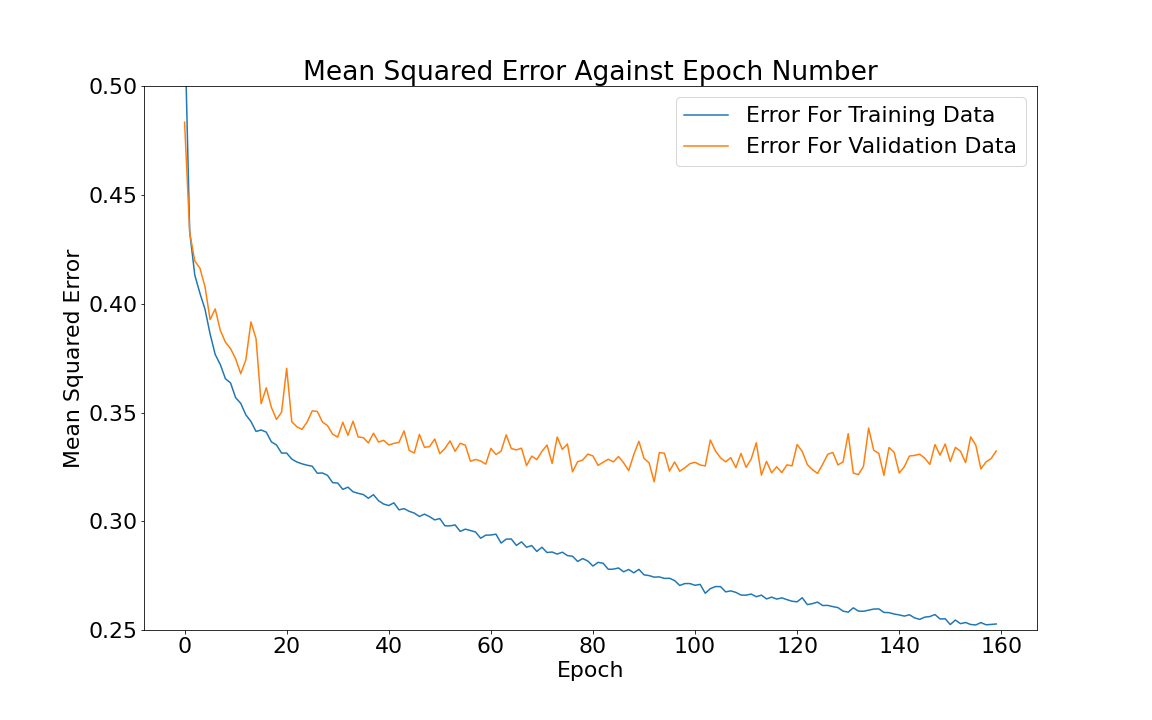 Mean Squared Error Against Epoch Number
Error For Training Data
Error For Validation Data
Mean Squared Error
0.50
0.45
0.40
0.35
0.30
0.25
0 20 40 60 80 100 120 140 160
Epoch